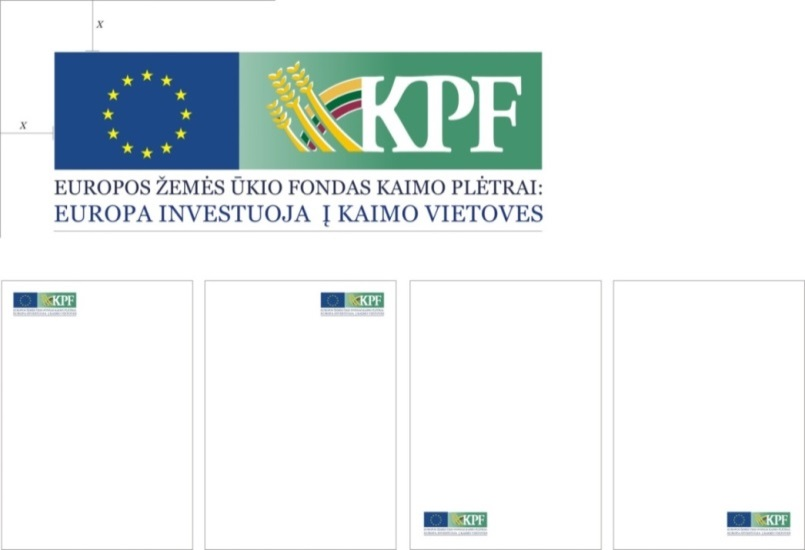 x
KPF
x
EUROPOS ŽEMĖS ŪKIO FONDAS KAIMO PLĖTRAI:
EUROPA INVESTUOJA Į KAIMO VIETOVES
KPF
KPF
KPF
KPF